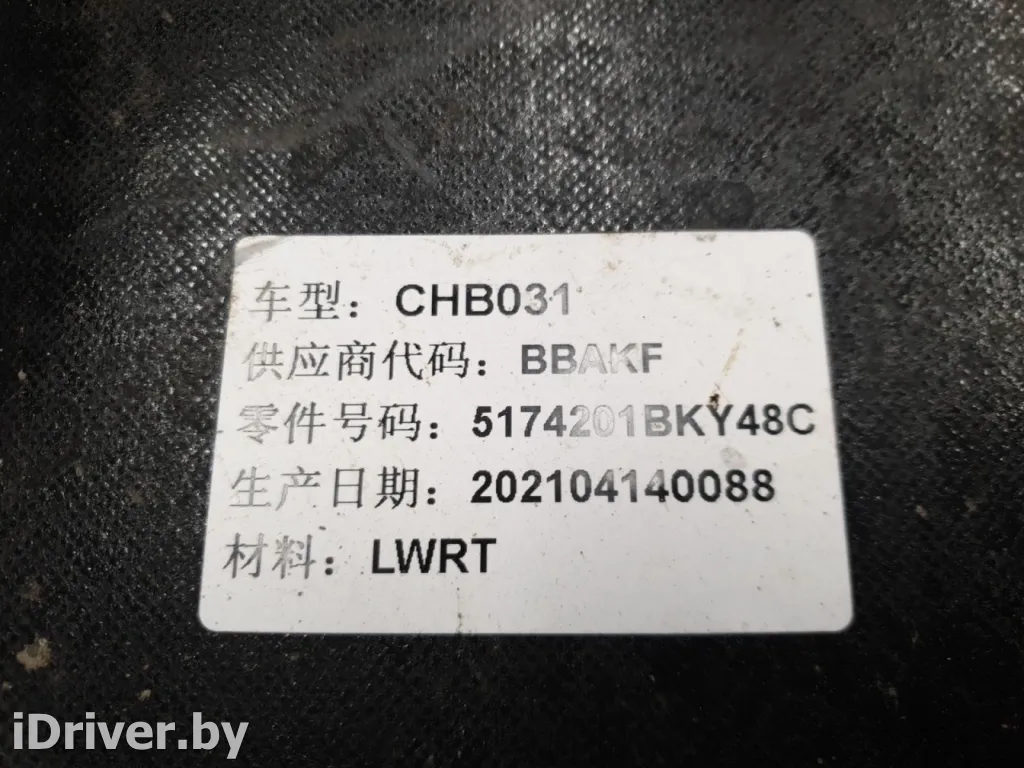 车型：CHB031
供应商代码：BBAKF
零件号码：5174201BKY48C
生产日期：202104140088
材料：LWRT
iDriver.by